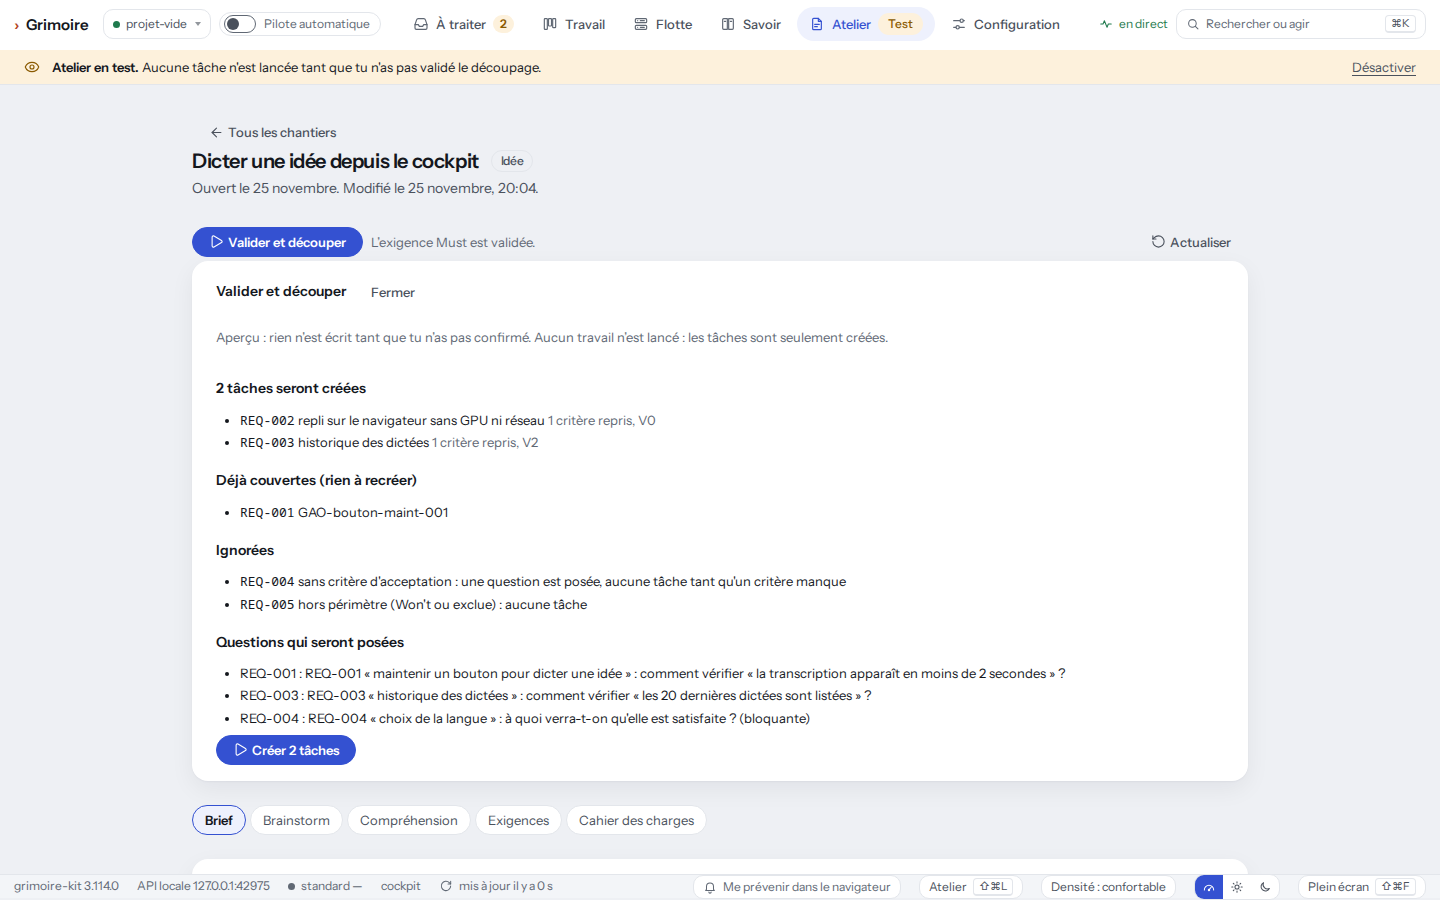 › Grimoire projet-vide Pilote automatique À traiter 2 Travail Flotte Savoir Atelier Test Configuration en direct Rechercher ou agir ⌘K
Atelier en test. Aucune tâche n'est lancée tant que tu n'as pas validé le découpage. Désactiver
← Tous les chantiers
Dicter une idée depuis le cockpit Idée
Ouvert le 25 novembre. Modifié le 25 novembre, 20:04.
Valider et découper L'exigence Must est validée. Actualiser
Valider et découper Fermer
Aperçu : rien n'est écrit tant que tu n'as pas confirmé. Aucun travail n'est lancé : les tâches sont seulement créées.
2 tâches seront créées
• REQ-002 repli sur le navigateur sans GPU ni réseau 1 critère repris, V0
• REQ-003 historique des dictées 1 critère repris, V2
Déjà couvertes (rien à recréer)
• REQ-001 GAO-bouton-maint-001
Ignorées
• REQ-004 sans critère d'acceptation : une question est posée, aucune tâche tant qu'un critère manque
• REQ-005 hors périmètre (Won't ou exclue) : aucune tâche
Questions qui seront posées
• REQ-001 : REQ-001 « maintenir un bouton pour dicter une idée » : comment vérifier « la transcription apparaît en moins de 2 secondes » ?
• REQ-003 : REQ-003 « historique des dictées » : comment vérifier « les 20 dernières dictées sont listées » ?
• REQ-004 : REQ-004 « choix de la langue » : à quoi verra-t-on qu'elle est satisfaite ? (bloquante)
Créer 2 tâches
Brief Brainstorm Compréhension Exigences Cahier des charges
grimoire-kit 3.114.0 API locale 127.0.0.1:42975 standard — cockpit mis à jour il y a 0 s Me prévenir dans le navigateur Atelier ⇧⌘L Densité : confortable Plein écran ⇧⌘F